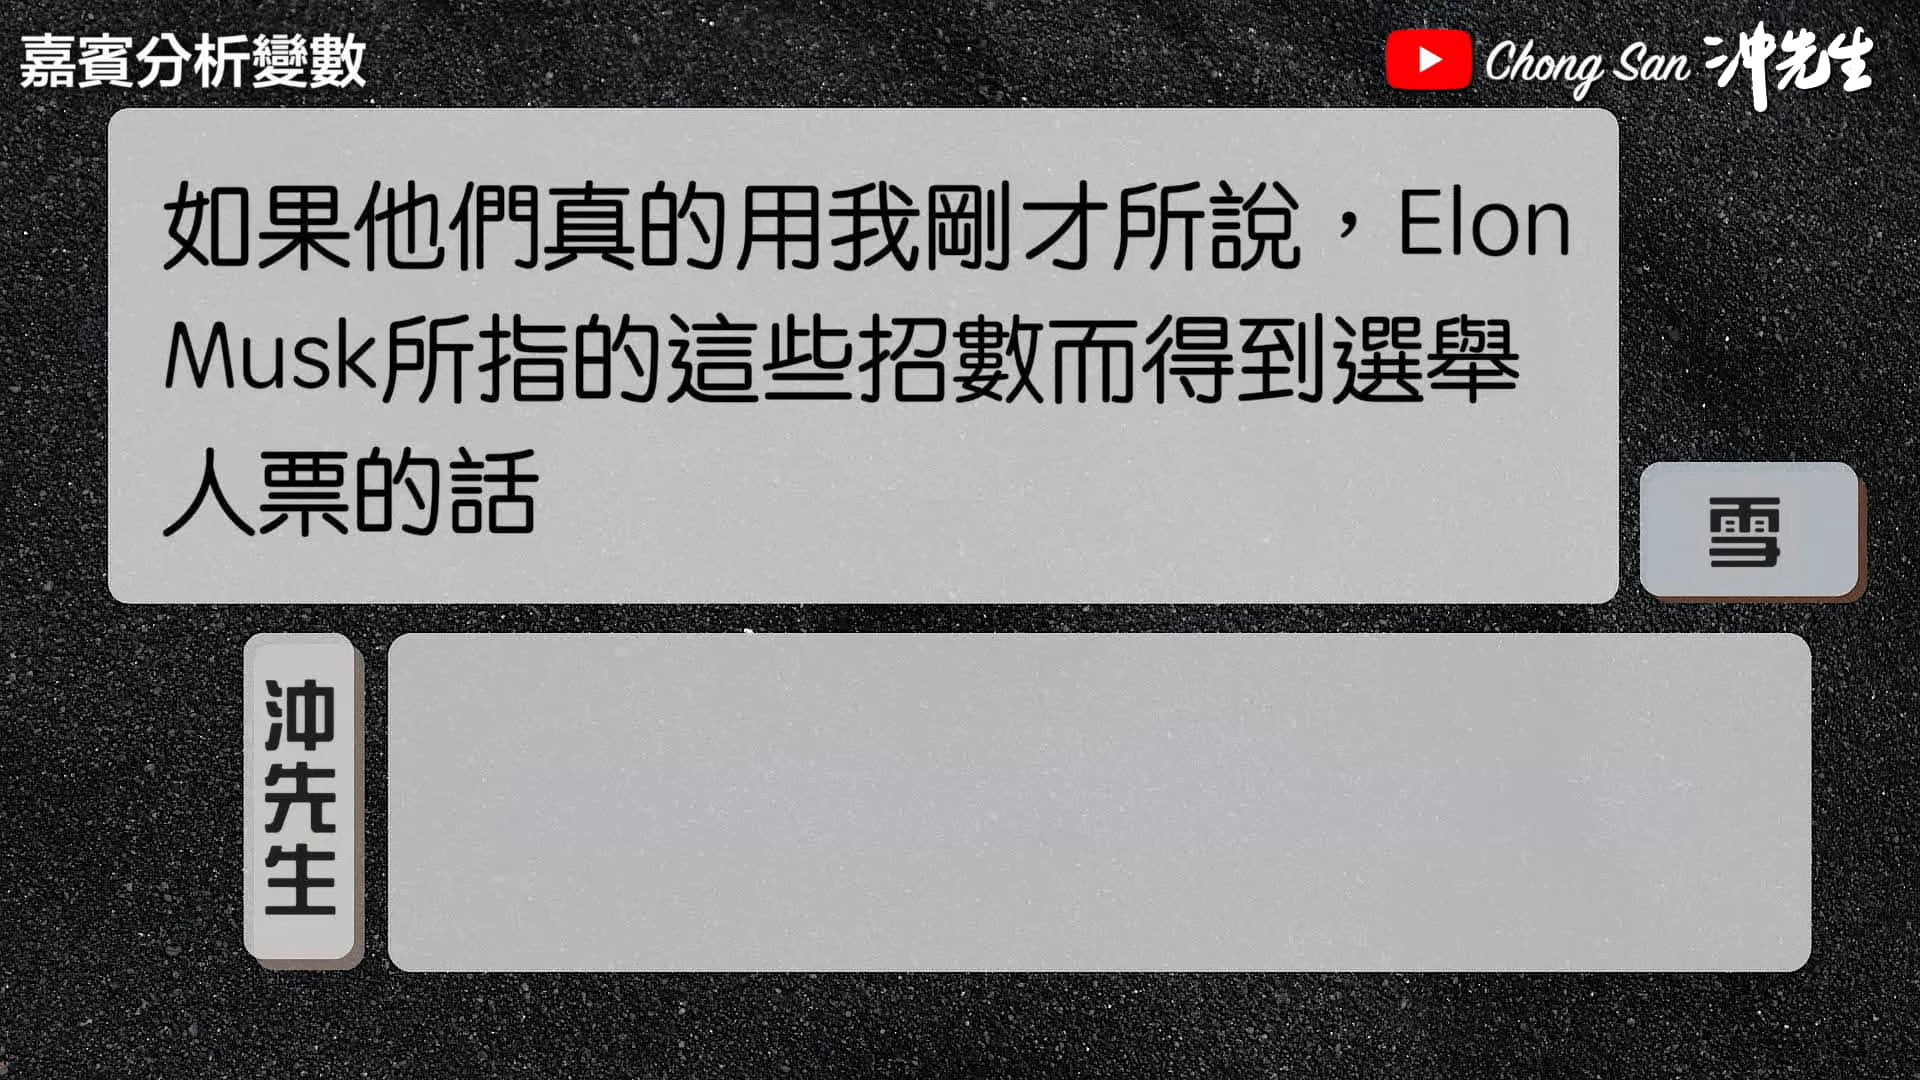 嘉賓分析變數
Chong San 沖先生
如果他們真的用我剛才所說，Elon
Musk所指的這些招數而得到選舉
人票的話
雪
沖先生